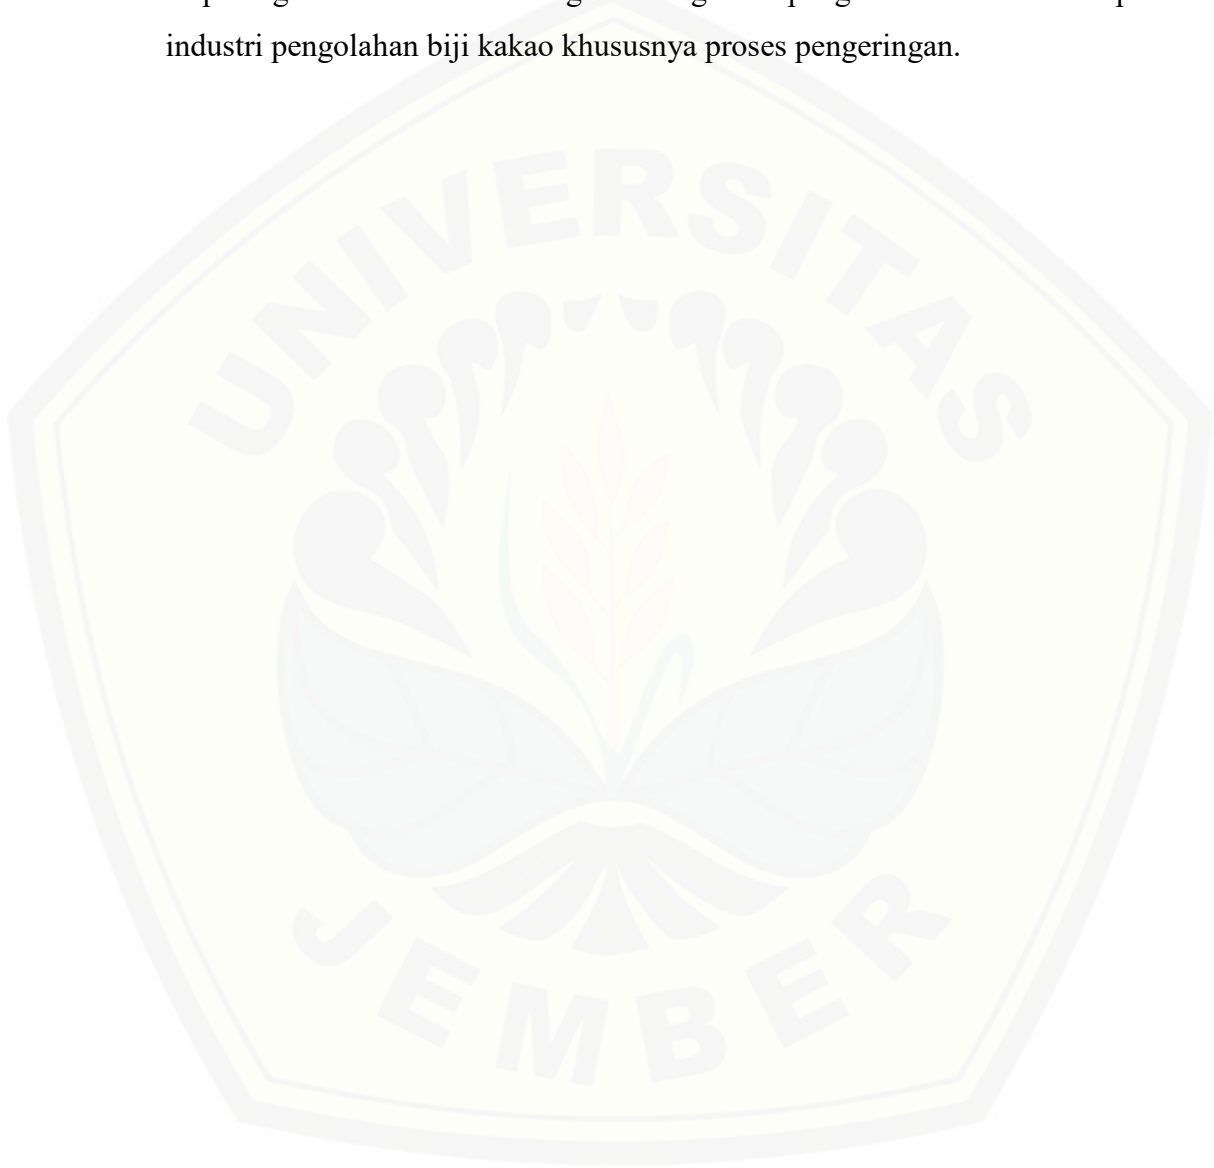 industri pengolahan biji kakao khususnya proses pengeringan.
UNIVERSITAS
JEMBER